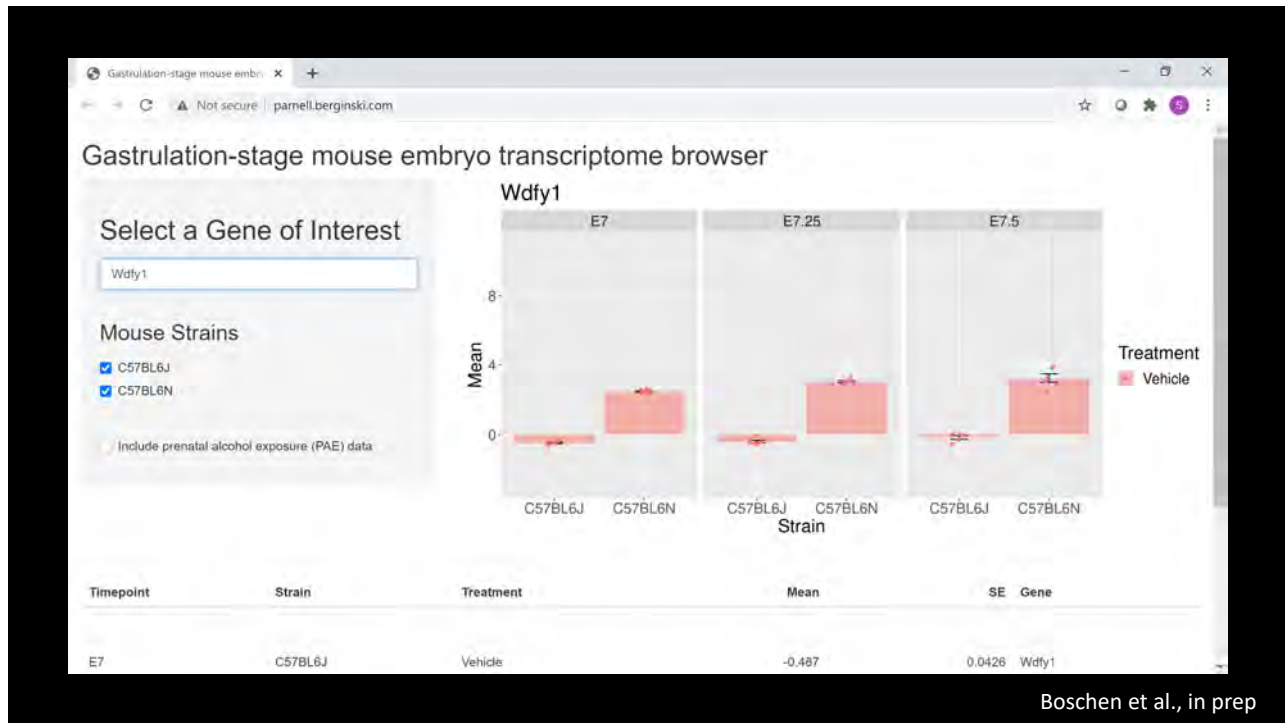 Gastrulation-stage mouse embr
Not secure | parnell.berginski.com
S
Gastrulation-stage mouse embryo transcriptome browser
Select a Gene of Interest
Wdfy1
Mouse Strains
C57BL6J
C57BL6N
Include prenatal alcohol exposure (PAE) data
Wdfy1
E7 E7.25 E7.5
8
4
0
Mean
C57BL6J C57BL6N C57BL6J C57BL6N C57BL6J C57BL6N
Strain
Treatment
Vehicle
Timepoint Strain Treatment Mean SE Gene
E7 C57BL6J Vehicle -0.487 0.0426 Wdfy1
Boschen et al., in prep